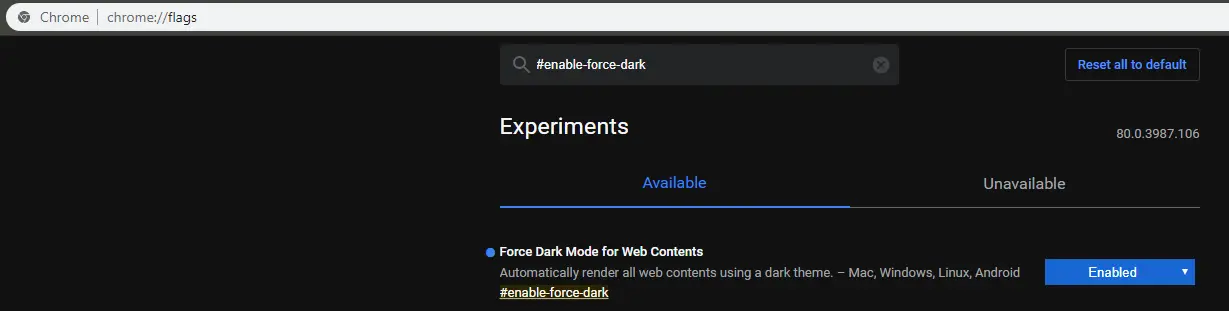 Chrome | chrome://flags
#enable-force-dark
Reset all to default
Experiments
80.0.3987.106
Available
Unavailable
Force Dark Mode for Web Contents
Automatically render all web contents using a dark theme. – Mac, Windows, Linux, Android
Enabled
#enable-force-dark